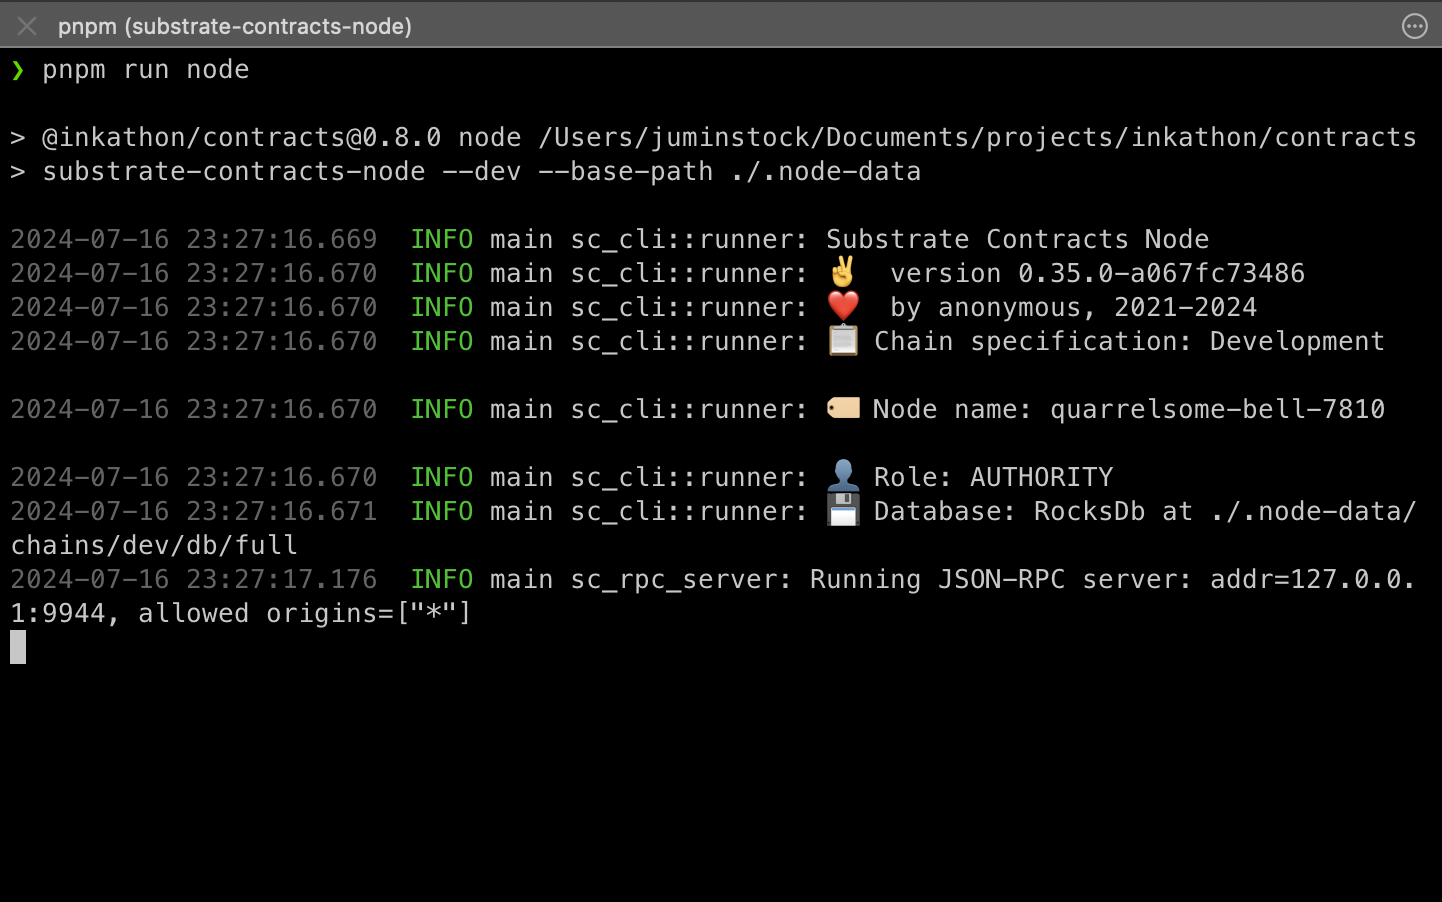 pnpm (substrate-contracts-node)
❯ pnpm run node
> @inkathon/contracts@0.8.0 node /Users/juminstock/Documents/projects/inkathon/contracts
> substrate-contracts-node --dev --base-path ./.node-data
2024-07-16 23:27:16.669  INFO main sc_cli::runner: Substrate Contracts Node
2024-07-16 23:27:16.670  INFO main sc_cli::runner: ✌️  version 0.35.0-a067fc73486
2024-07-16 23:27:16.670  INFO main sc_cli::runner: ❤️  by anonymous, 2021-2024
2024-07-16 23:27:16.670  INFO main sc_cli::runner: 📋 Chain specification: Development
2024-07-16 23:27:16.670  INFO main sc_cli::runner: 🏷 Node name: quarrelsome-bell-7810
2024-07-16 23:27:16.670  INFO main sc_cli::runner: 👤 Role: AUTHORITY
2024-07-16 23:27:16.671  INFO main sc_cli::runner: 💾 Database: RocksDb at ./.node-data/
chains/dev/db/full
2024-07-16 23:27:17.176  INFO main sc_rpc_server: Running JSON-RPC server: addr=127.0.0.
1:9944, allowed origins=["*"]